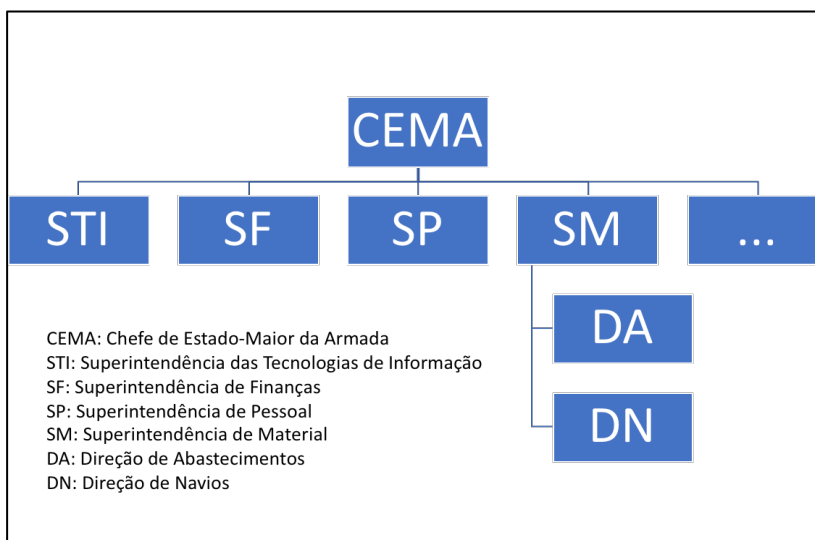 CEMA
STI SF SP SM ...
DA
DN
CEMA: Chefe de Estado-Maior da Armada
STI: Superintendência das Tecnologias de Informação
SF: Superintendência de Finanças
SP: Superintendência de Pessoal
SM: Superintendência de Material
DA: Direção de Abastecimentos
DN: Direção de Navios